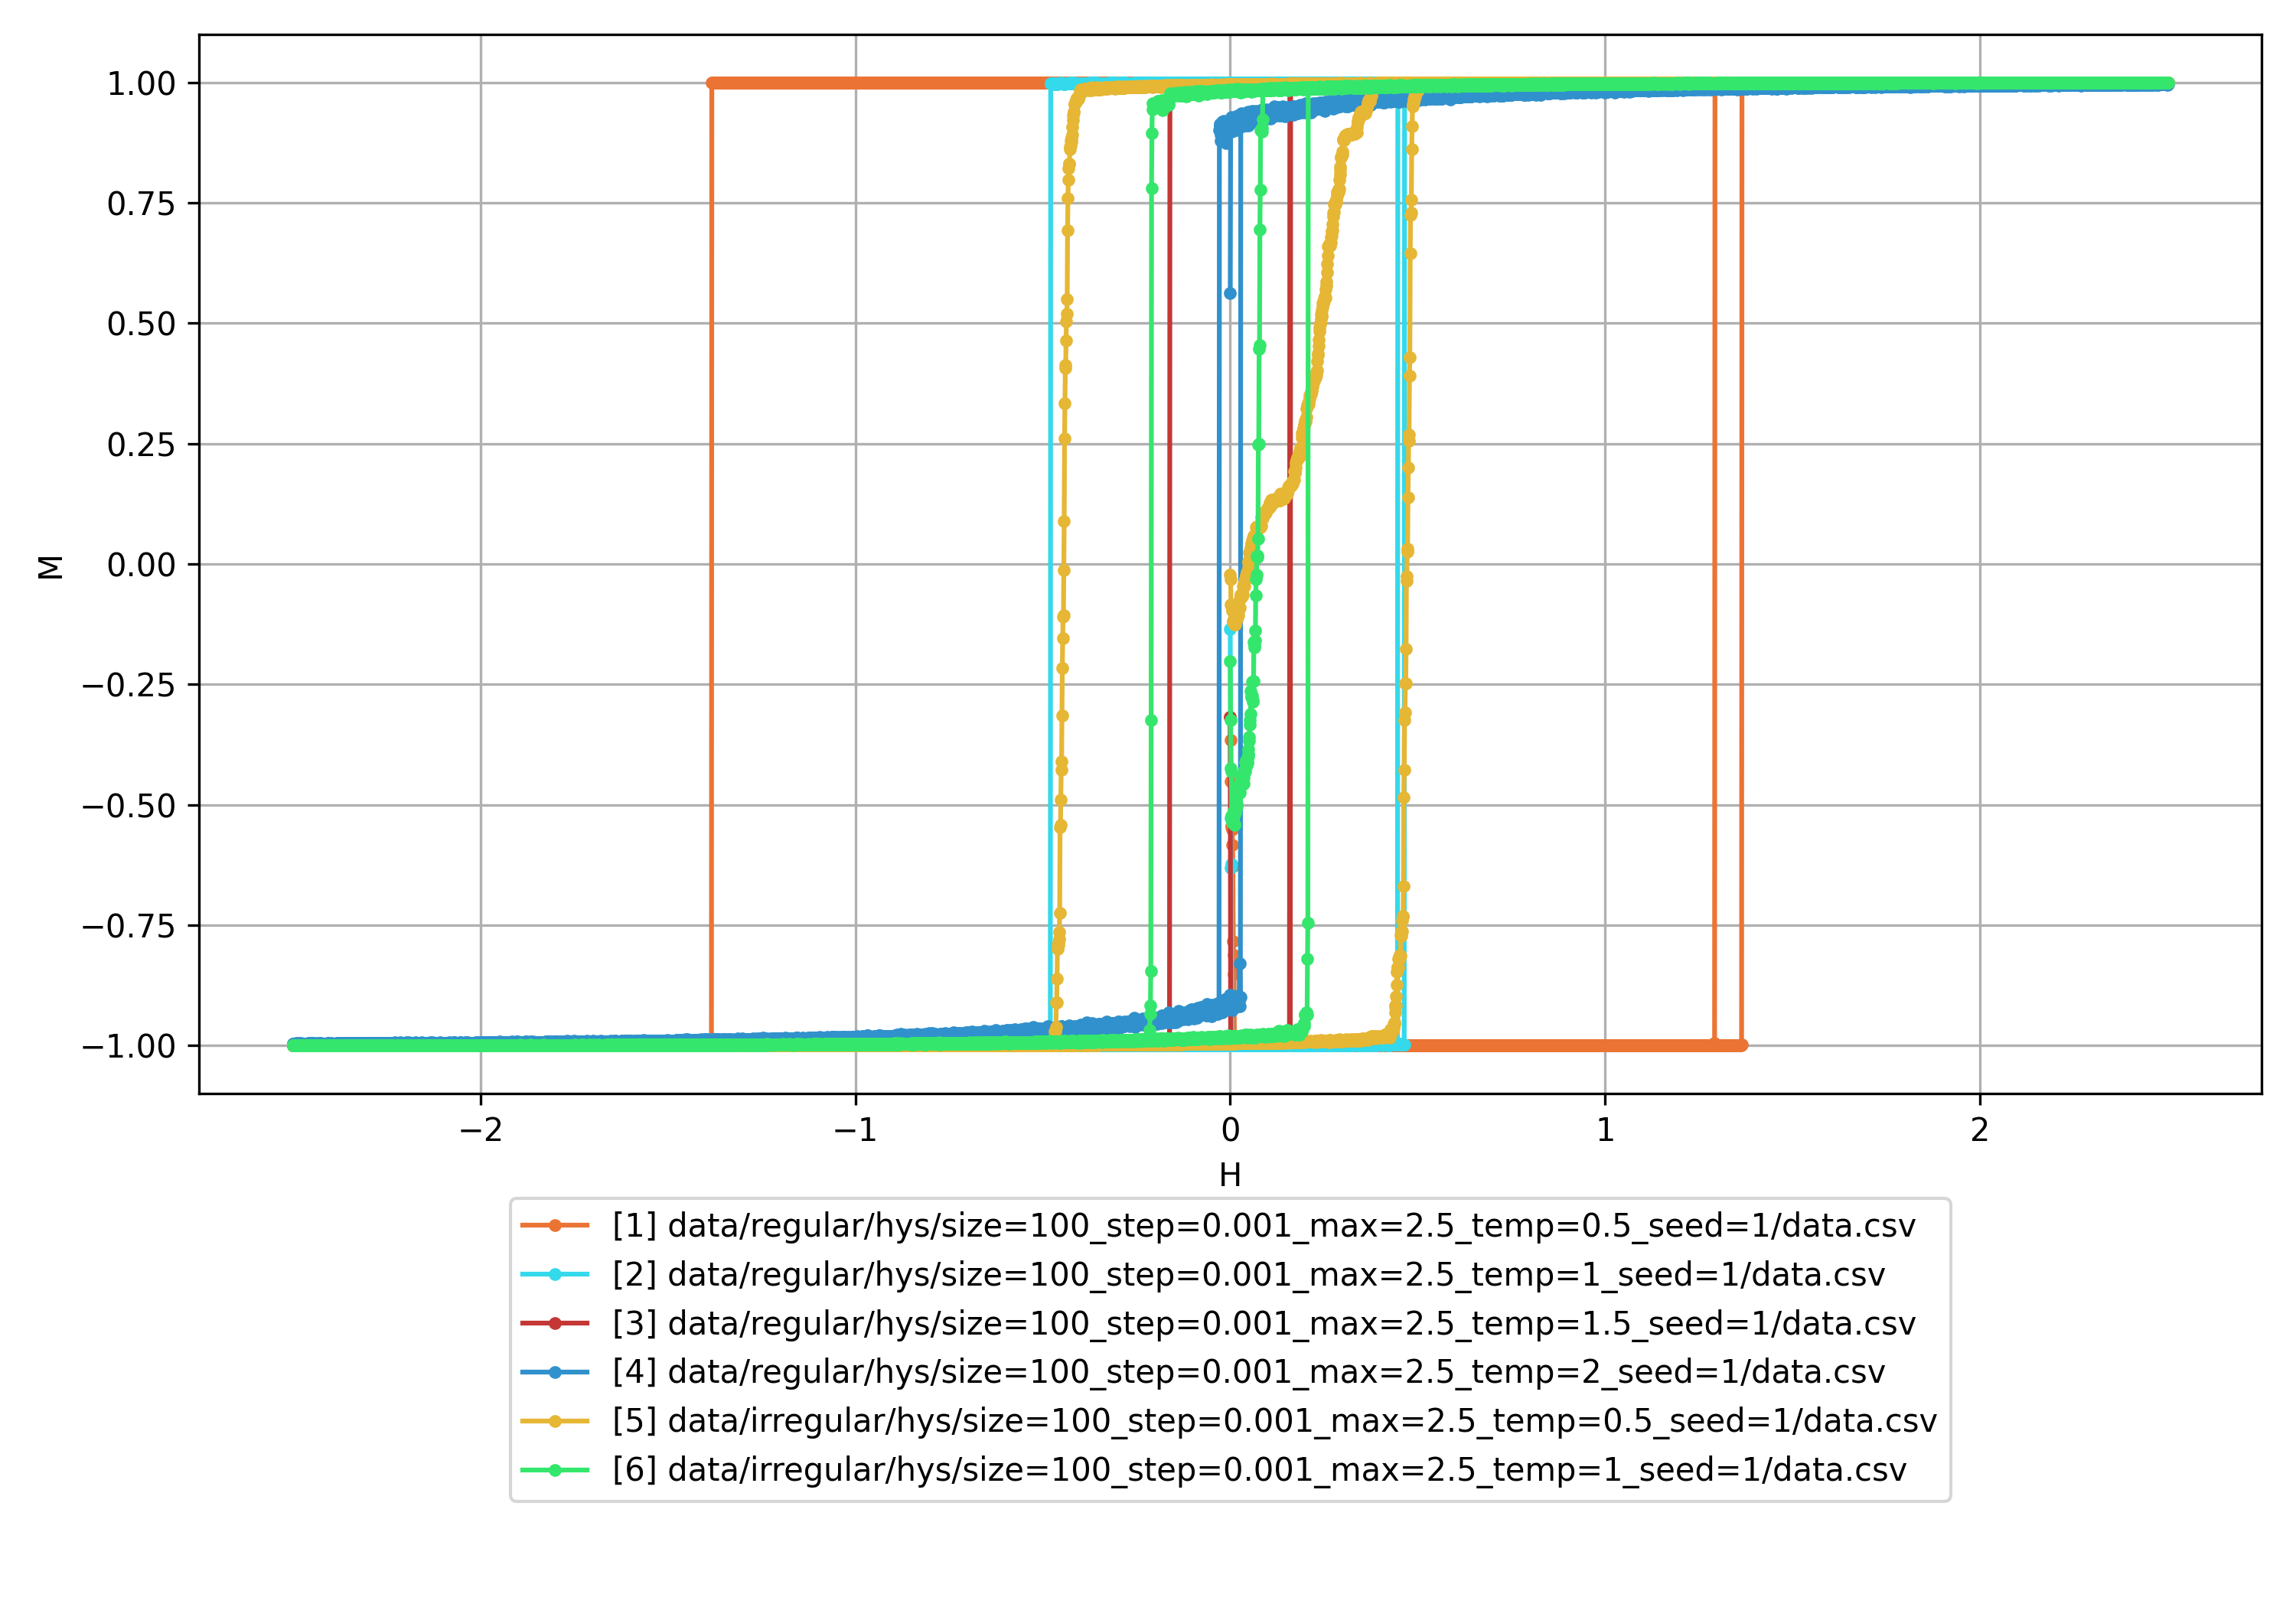 1.00
0.75
0.50
0.25
0.00
−0.25
−0.50
−0.75
−1.00
M
−2 −1 0 1 2
H
[1] data/regular/hys/size=100_step=0.001_max=2.5_temp=0.5_seed=1/data.csv
[2] data/regular/hys/size=100_step=0.001_max=2.5_temp=1_seed=1/data.csv
[3] data/regular/hys/size=100_step=0.001_max=2.5_temp=1.5_seed=1/data.csv
[4] data/regular/hys/size=100_step=0.001_max=2.5_temp=2_seed=1/data.csv
[5] data/irregular/hys/size=100_step=0.001_max=2.5_temp=0.5_seed=1/data.csv
[6] data/irregular/hys/size=100_step=0.001_max=2.5_temp=1_seed=1/data.csv